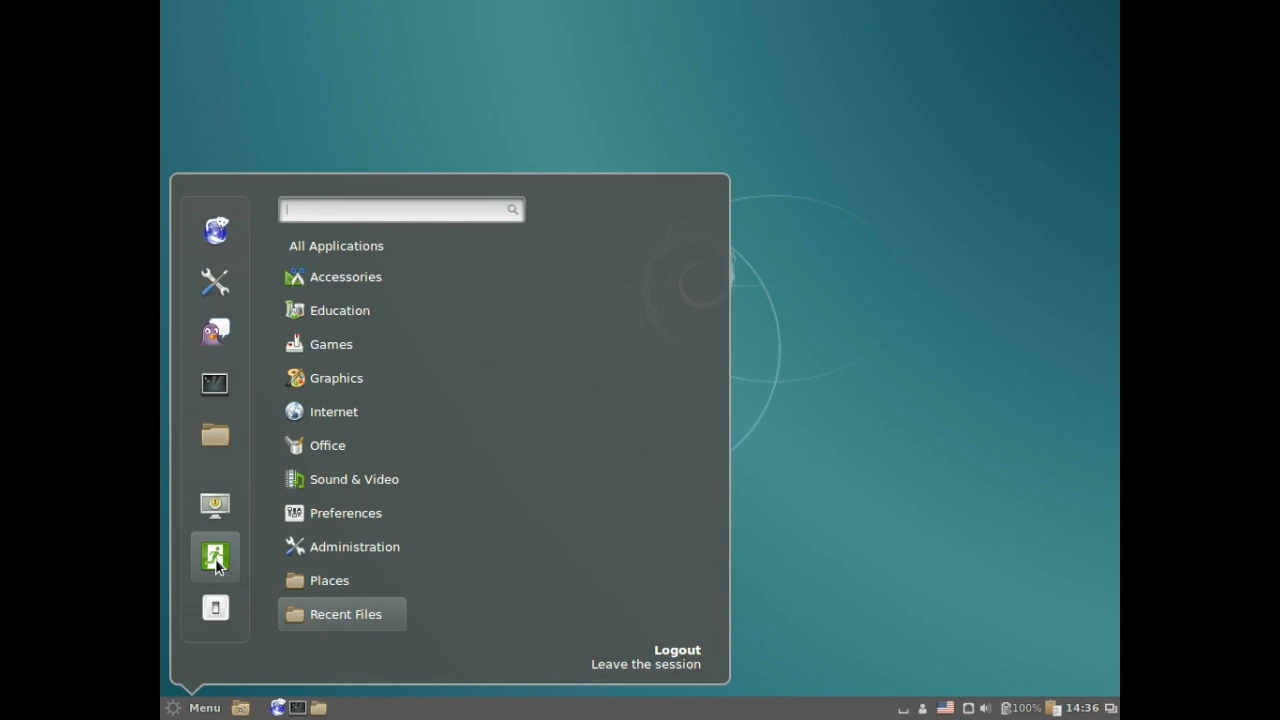 All Applications
Accessories
Education
Games
Graphics
Internet
Office
Sound & Video
Preferences
Administration
Places
Recent Files
Logout
Leave the session
Menu
100%
14:36